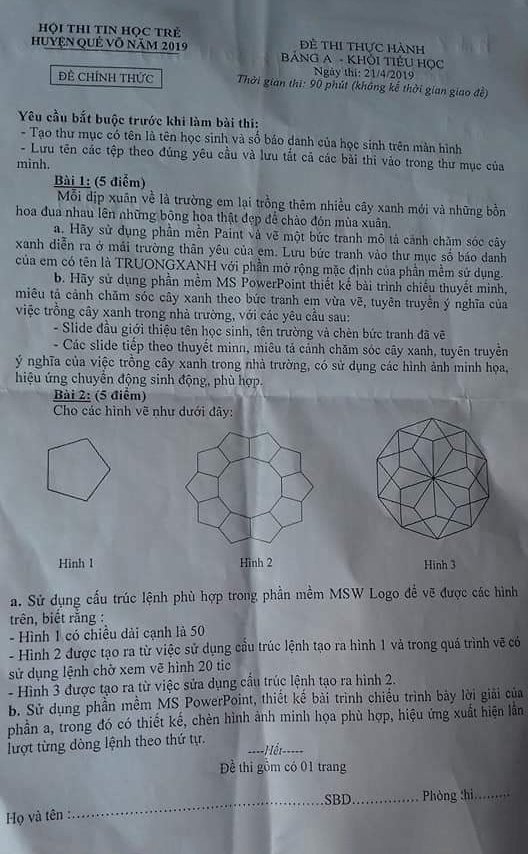 HỘI THI TIN HỌC TRẺ
HUYỆN QUẾ VÕ NĂM 2019
ĐỀ CHÍNH THỨC
ĐỀ THI THỰC HÀNH
BẢNG A - KHỐI TIỂU HỌC
Ngày thi: 21/4/2019
Thời gian thi: 90 phút (không kể thời gian giao đề)
Yêu cầu bắt buộc trước khi làm bài thi:
- Tạo thư mục có tên là tên học sinh và số báo danh của học sinh trên màn hình
- Lưu tên các tệp theo đúng yêu cầu và lưu tất cả các bài thi vào trong thư mục của
mình.
Bài 1: (5 điểm)
Mỗi dịp xuân về là trường em lại trồng thêm nhiều cây xanh mới và những bồn
hoa đua nhau lên những bông hoa thật đẹp để chào đón mùa xuân.
a. Hãy sử dụng phần mền Paint và vẽ một bức tranh mô tả cảnh chăm sóc cây
xanh diễn ra ở mái trường thân yêu của em. Lưu bức tranh vào thư mục số báo danh
của em có tên là TRUONGXANH với phần mở rộng mặc định của phần mềm sử dụng.
b. Hãy sử dụng phần mềm MS PowerPoint thiết kế bài trình chiếu thuyết minh,
miêu tả cảnh chăm sóc cây xanh theo bức tranh em vừa vẽ, tuyên truyền ý nghĩa của
việc trồng cây xanh trong nhà trường, với các yêu cầu sau:
- Slide đầu giới thiệu tên học sinh, tên trường và chèn bức tranh đã vẽ
- Các slide tiếp theo thuyết minh, miêu tả cảnh chăm sóc cây xanh, tuyên truyền
ý nghĩa của việc trồng cây xanh trong nhà trường, có sử dụng các hình ảnh minh họa,
hiệu ứng chuyển động sinh động, phù hợp.
Bài 2: (5 điểm)
Cho các hình vẽ như dưới đây:
Hình 1
Hình 2
Hình 3
a. Sử dụng cấu trúc lệnh phù hợp trong phần mềm MSW Logo để vẽ được các hình
trên, biết rằng :
- Hình 1 có chiều dài cạnh là 50
- Hình 2 được tạo ra từ việc sử dụng cấu trúc lệnh tạo ra hình 1 và trong quá trình vẽ có
sử dụng lệnh chờ xem vẽ hình 20 tic
- Hình 3 được tạo ra từ việc sửa dụng cấu trúc lệnh tạo ra hình 2.
b. Sử dụng phần mềm MS PowerPoint, thiết kế bài trình chiếu trình bày lời giải của
phần a, trong đó có thiết kế, chèn hình ảnh minh họa phù hợp, hiệu ứng xuất hiện lần
lượt từng dòng lệnh theo thứ tự.
----Hết-----
Đề thi gồm có 01 trang
Họ và tên :..............................................SBD................ Phòng thi.........